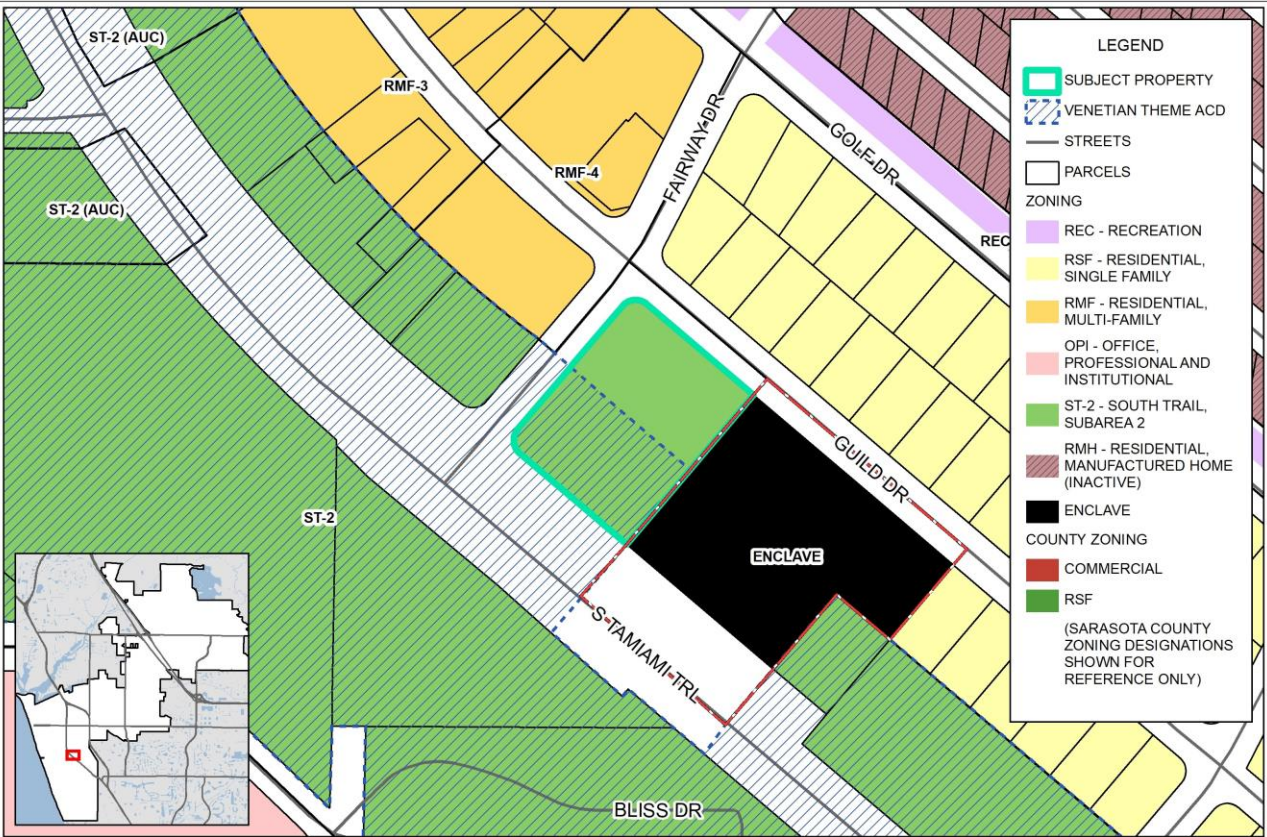 ST-2 (AUC)
RMF-3
FAIRWAY DR
GOLF DR
RMF-4
ST-2 (AUC)
REC
GUILD DR
ST-2
ENCLAVE
S TAMIAMI TRL
BLISS DR
LEGEND
SUBJECT PROPERTY
VENETIAN THEME ACD
STREETS
PARCELS
ZONING
REC - RECREATION
RSF - RESIDENTIAL,
SINGLE FAMILY
RMF - RESIDENTIAL,
MULTI-FAMILY
OPI - OFFICE,
PROFESSIONAL AND
INSTITUTIONAL
ST-2 - SOUTH TRAIL,
SUBAREA 2
RMH - RESIDENTIAL,
MANUFACTURED HOME
(INACTIVE)
ENCLAVE
COUNTY ZONING
COMMERCIAL
RSF
(SARASOTA COUNTY
ZONING DESIGNATIONS
SHOWN FOR
REFERENCE ONLY)